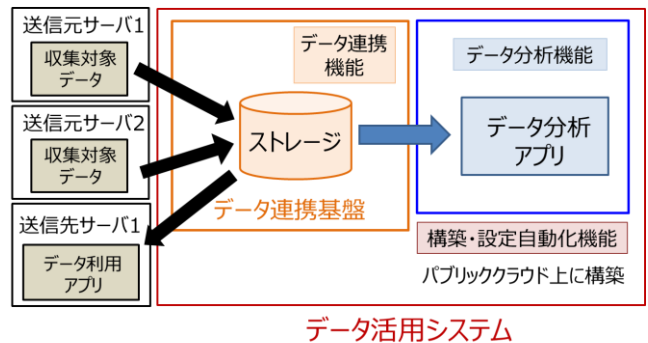 送信元サーバ1
収集対象
データ
送信元サーバ2
収集対象
データ
送信先サーバ1
データ利用
アプリ
データ連携
機能
ストレージ
データ連携基盤
データ分析機能
データ分析
アプリ
構築・設定自動化機能
パブリッククラウド上に構築
データ活用システム